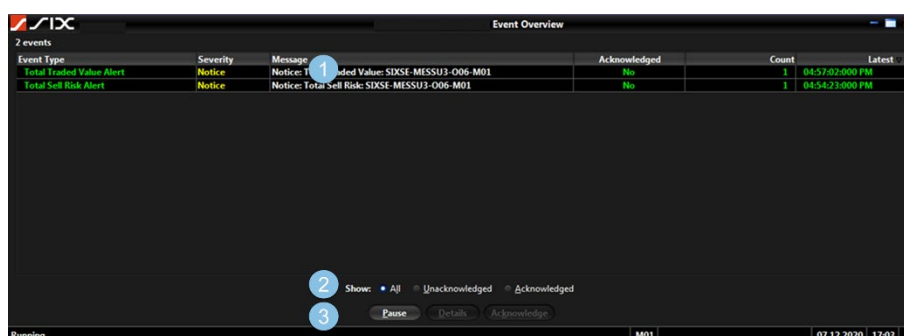 SIX Event Overview
2 events
Event Type Severity Message Acknowledged Count Latest
Total Traded Value Alert Notice Notice: T 1 ded Value: SIXSE-MESSU3-O06-M01 No 1 04:57:02:000 PM
Total Sell Risk Alert Notice Notice: Total Sell Risk: SIXSE-MESSU3-O06-M01 No 1 04:54:23:000 PM
2 Show: All Unacknowledged Acknowledged
3 Pause Details Acknowledge
Running M01 07.12.2020 17:03